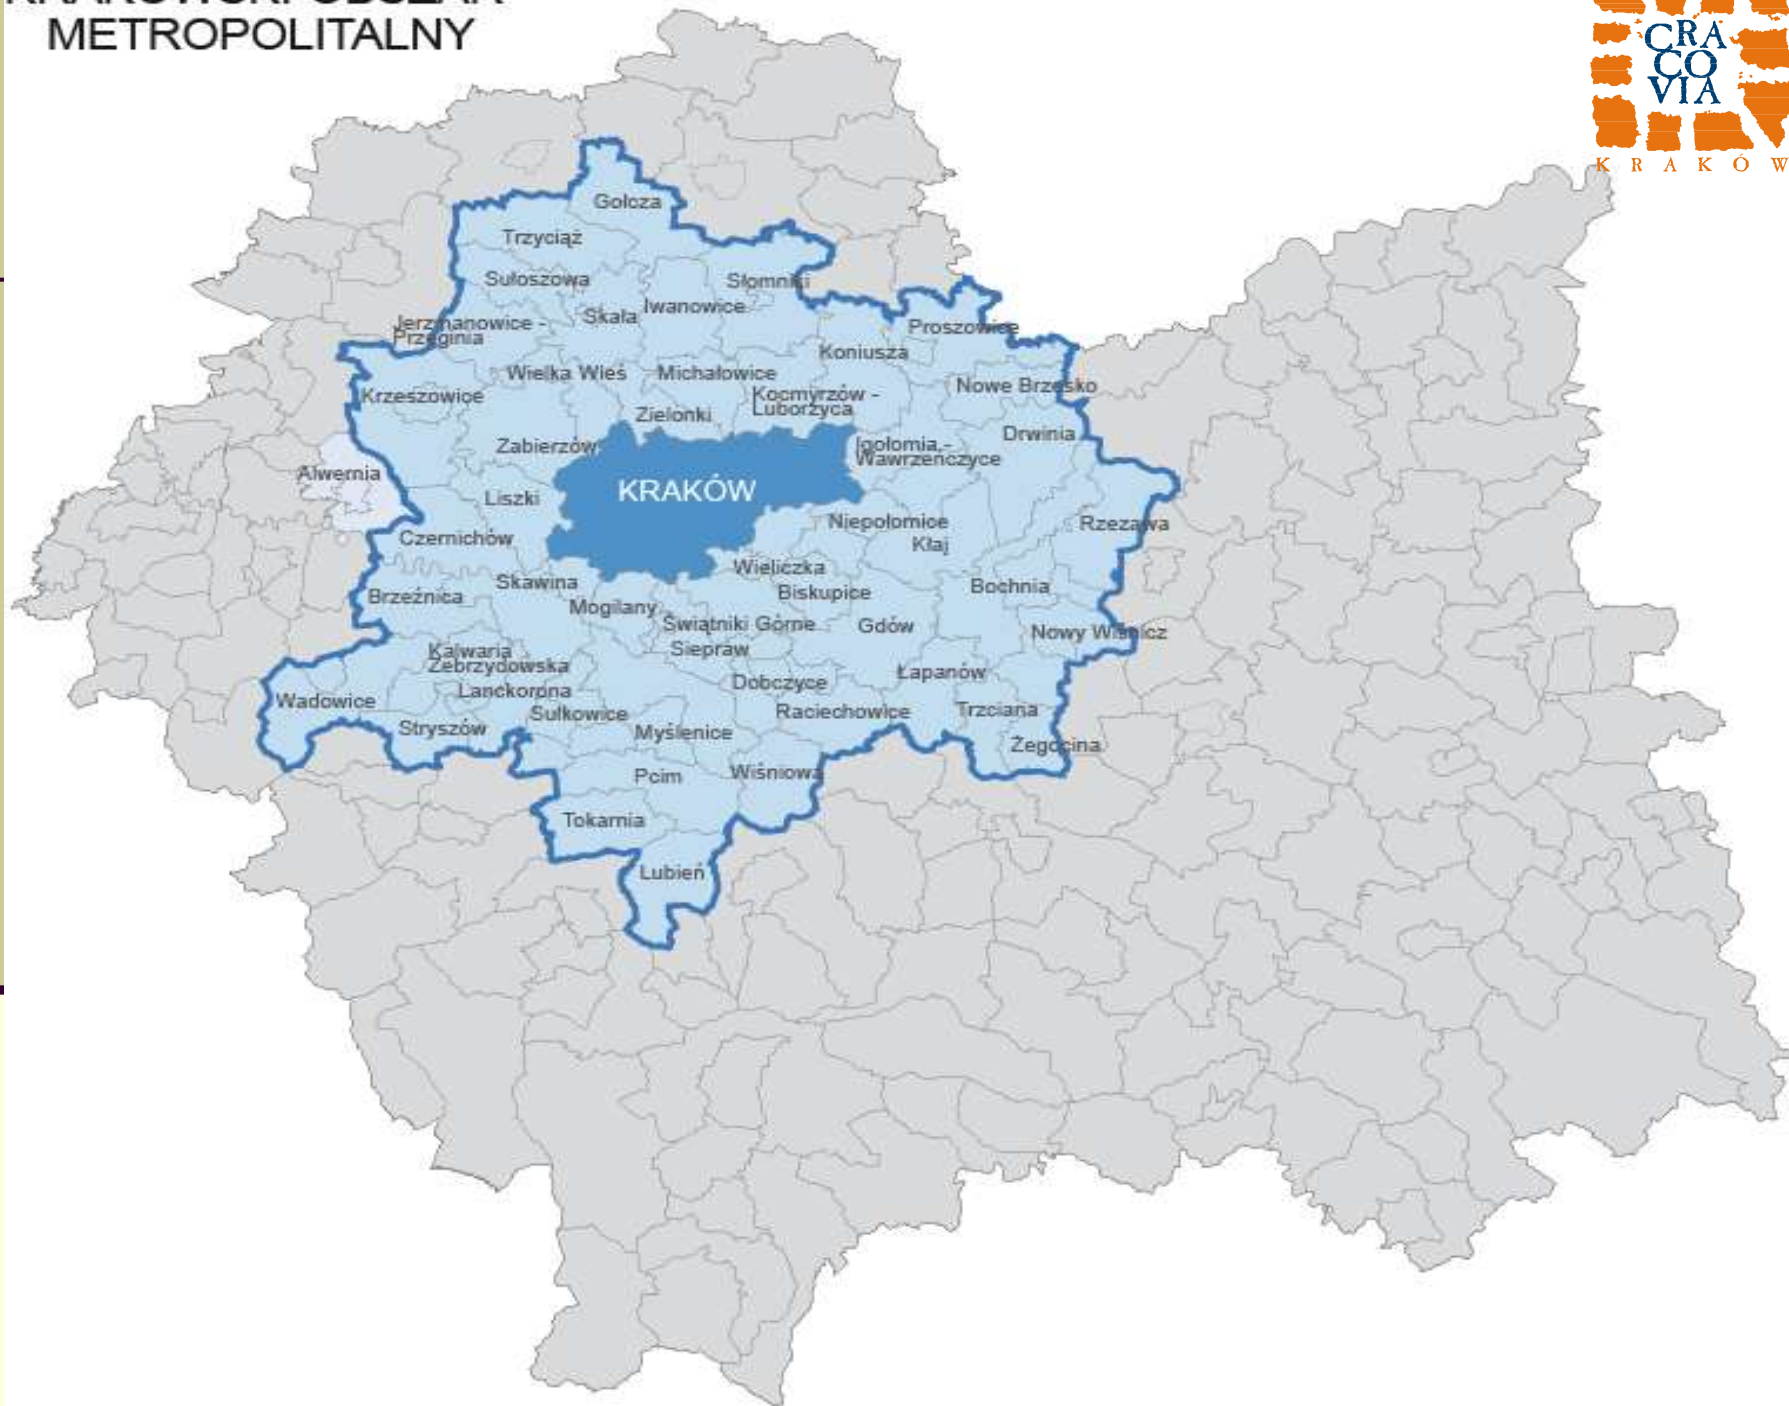 KRAKOWSKI OBSZAR
METROPOLITALNY
CRA
CO
VIA
KRAKÓW
Gołcza
Trzyciąż
Sułoszowa
Słomniki
Iwanowice
Skała
Jerzmanowice -
Przeginia
Proszowice
Koniusza
Wielka Wieś
Michałowice
Nowe Brzesko
Krzeszowice
Kocmyrzów -
Luborzyca
Zielonki
Drwinia
Zabierzów
Igołomia -
Wawrzeńczyce
Alwernia
KRAKÓW
Liszki
Niepołomice
Rzezawa
Czernichów
Kłaj
Wieliczka
Skawina
Biskupice
Bochnia
Brzeźnica
Mogilany
Świątniki Górne
Gdów
Nowy Wiśnicz
Siepraw
Kalwaria
Zebrzydowska
Łapanów
Dobczyce
Lanckorona
Wadowice
Sułkowice
Raciechowice
Trzciana
Stryszów
Myślenice
Żegocina
Pcim
Wiśniowa
Tokarnia
Lubień